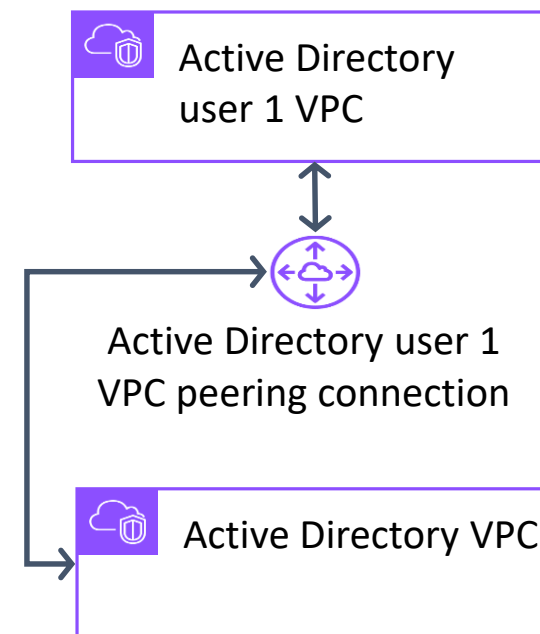 Active Directory
user 1 VPC
Active Directory user 1
VPC peering connection
Active Directory VPC